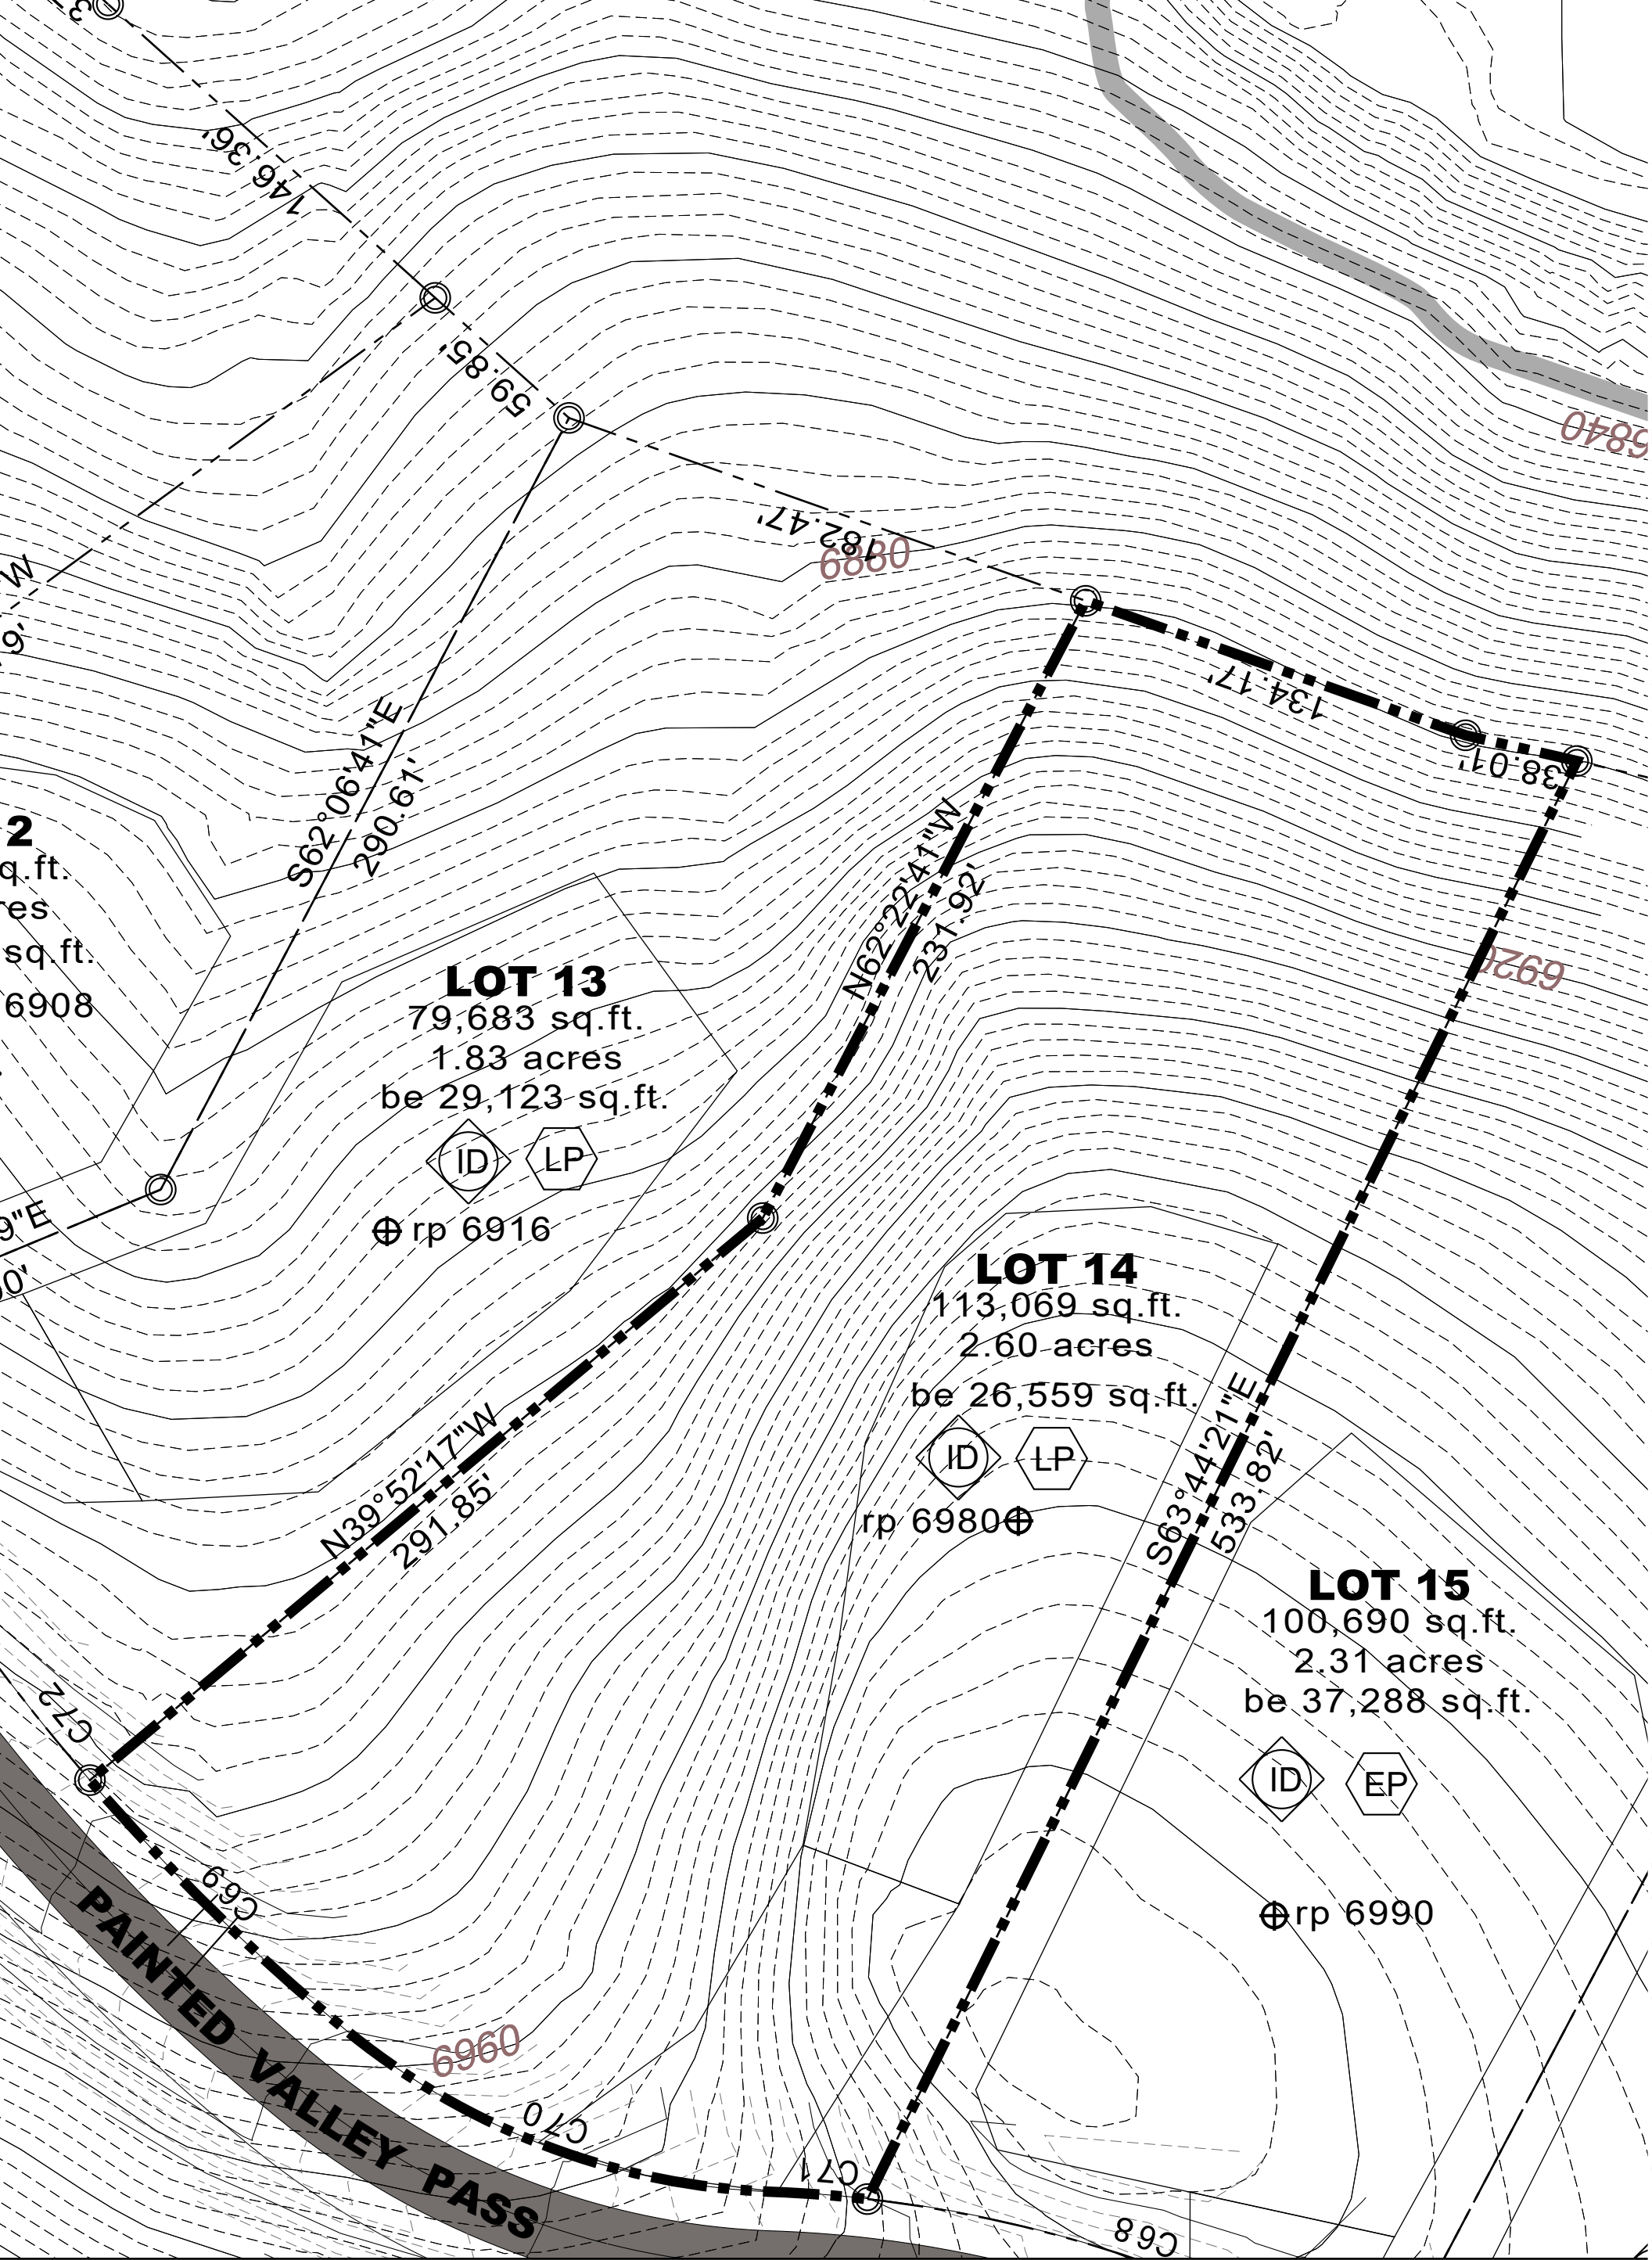 146.36'
59.85'
182.47'
6880
6840
134.17'
38.01'
W
9'
S62°06'41"E
290.61'
N62°22'41"W
231.92'
6920
2
q.ft.
res
sq.ft.
6908
9"E
00'
LOT 13
79,683 sq.ft.
1.83 acres
be 29,123 sq.ft.
ID LP
rp 6916
LOT 14
113,069 sq.ft.
2.60 acres
be 26,559 sq.ft.
ID LP
rp 6980
S63°44'21"E
533.82'
N39°52'17"W
291.85'
LOT 15
100,690 sq.ft.
2.31 acres
be 37,288 sq.ft.
ID EP
rp 6990
C72
C69
6960
C70
C71
C68
PAINTED VALLEY PASS